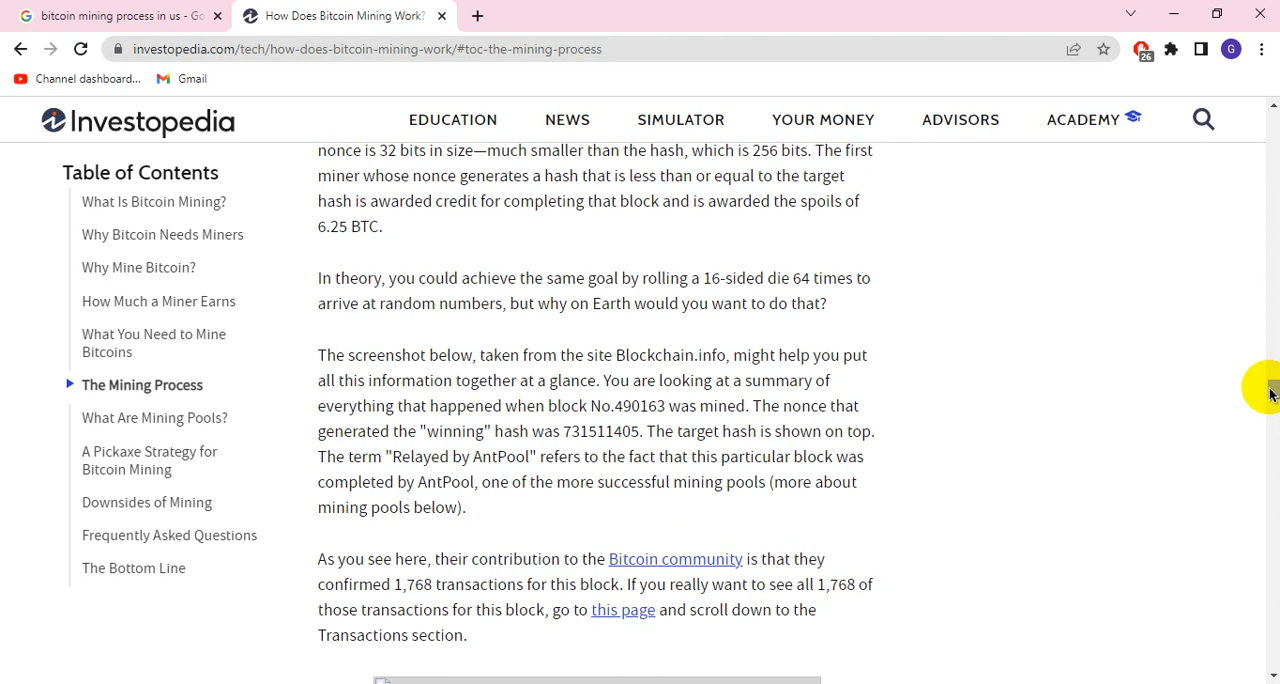 bitcoin mining process in us - Go
How Does Bitcoin Mining Work?
investopedia.com/tech/how-does-bitcoin-mining-work/#toc-the-mining-process
26
G
Channel dashboard...
Gmail
Investopedia
EDUCATION
NEWS
SIMULATOR
YOUR MONEY
ADVISORS
ACADEMY
Table of Contents
What Is Bitcoin Mining?
Why Bitcoin Needs Miners
Why Mine Bitcoin?
How Much a Miner Earns
What You Need to Mine
Bitcoins
The Mining Process
What Are Mining Pools?
A Pickaxe Strategy for
Bitcoin Mining
Downsides of Mining
Frequently Asked Questions
The Bottom Line
nonce is 32 bits in size—much smaller than the hash, which is 256 bits. The first
miner whose nonce generates a hash that is less than or equal to the target
hash is awarded credit for completing that block and is awarded the spoils of
6.25 BTC.
In theory, you could achieve the same goal by rolling a 16-sided die 64 times to
arrive at random numbers, but why on Earth would you want to do that?
The screenshot below, taken from the site Blockchain.info, might help you put
all this information together at a glance. You are looking at a summary of
everything that happened when block No.490163 was mined. The nonce that
generated the "winning" hash was 731511405. The target hash is shown on top.
The term "Relayed by AntPool" refers to the fact that this particular block was
completed by AntPool, one of the more successful mining pools (more about
mining pools below).
As you see here, their contribution to the Bitcoin community is that they
confirmed 1,768 transactions for this block. If you really want to see all 1,768 of
those transactions for this block, go to this page and scroll down to the
Transactions section.